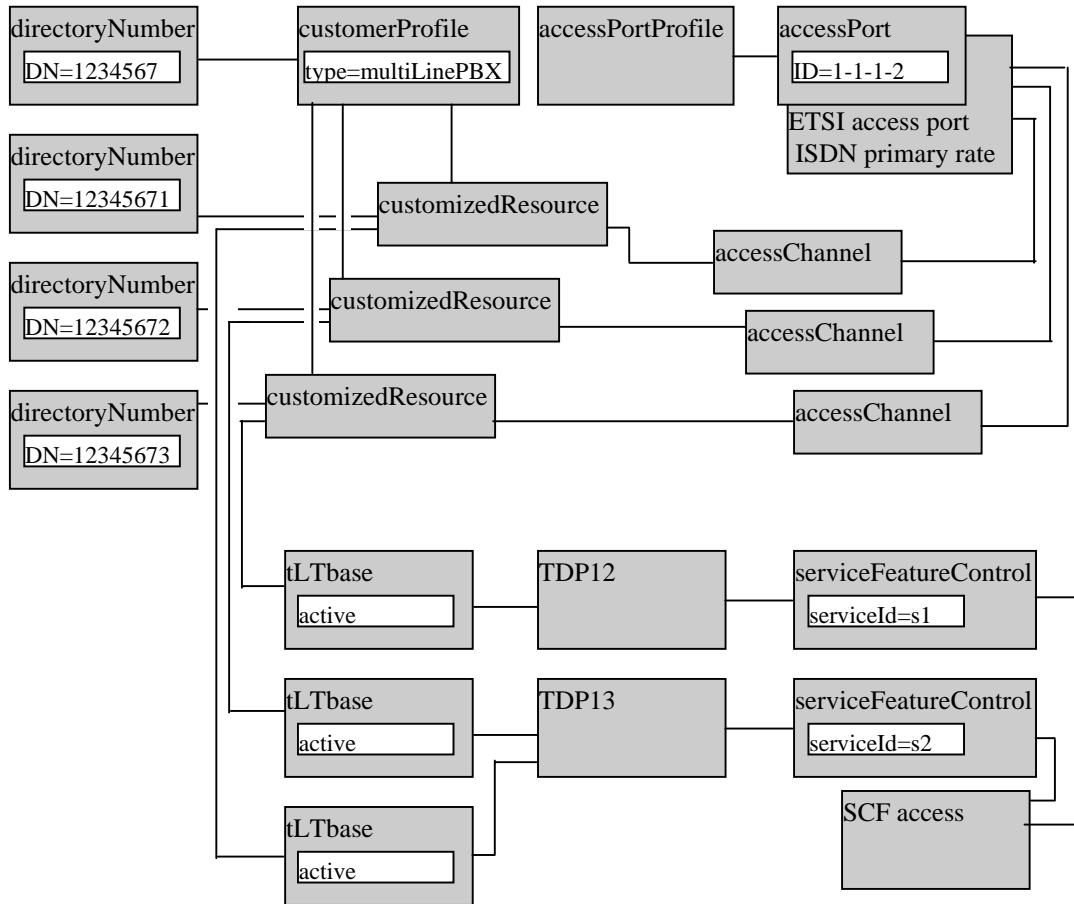 directoryNumber
DN=1234567
customerProfile
type=multiLinePBX
accessPortProfile
accessPort
ID=1-1-1-2
ETSI access port
ISDN primary rate
directoryNumber
DN=12345671
customizedResource
accessChannel
directoryNumber
DN=12345672
customizedResource
accessChannel
directoryNumber
DN=12345673
customizedResource
accessChannel
tLTbase
active
TDP12
serviceFeatureControl
serviceId=s1
tLTbase
active
TDP13
serviceFeatureControl
serviceId=s2
tLTbase
active
SCF access